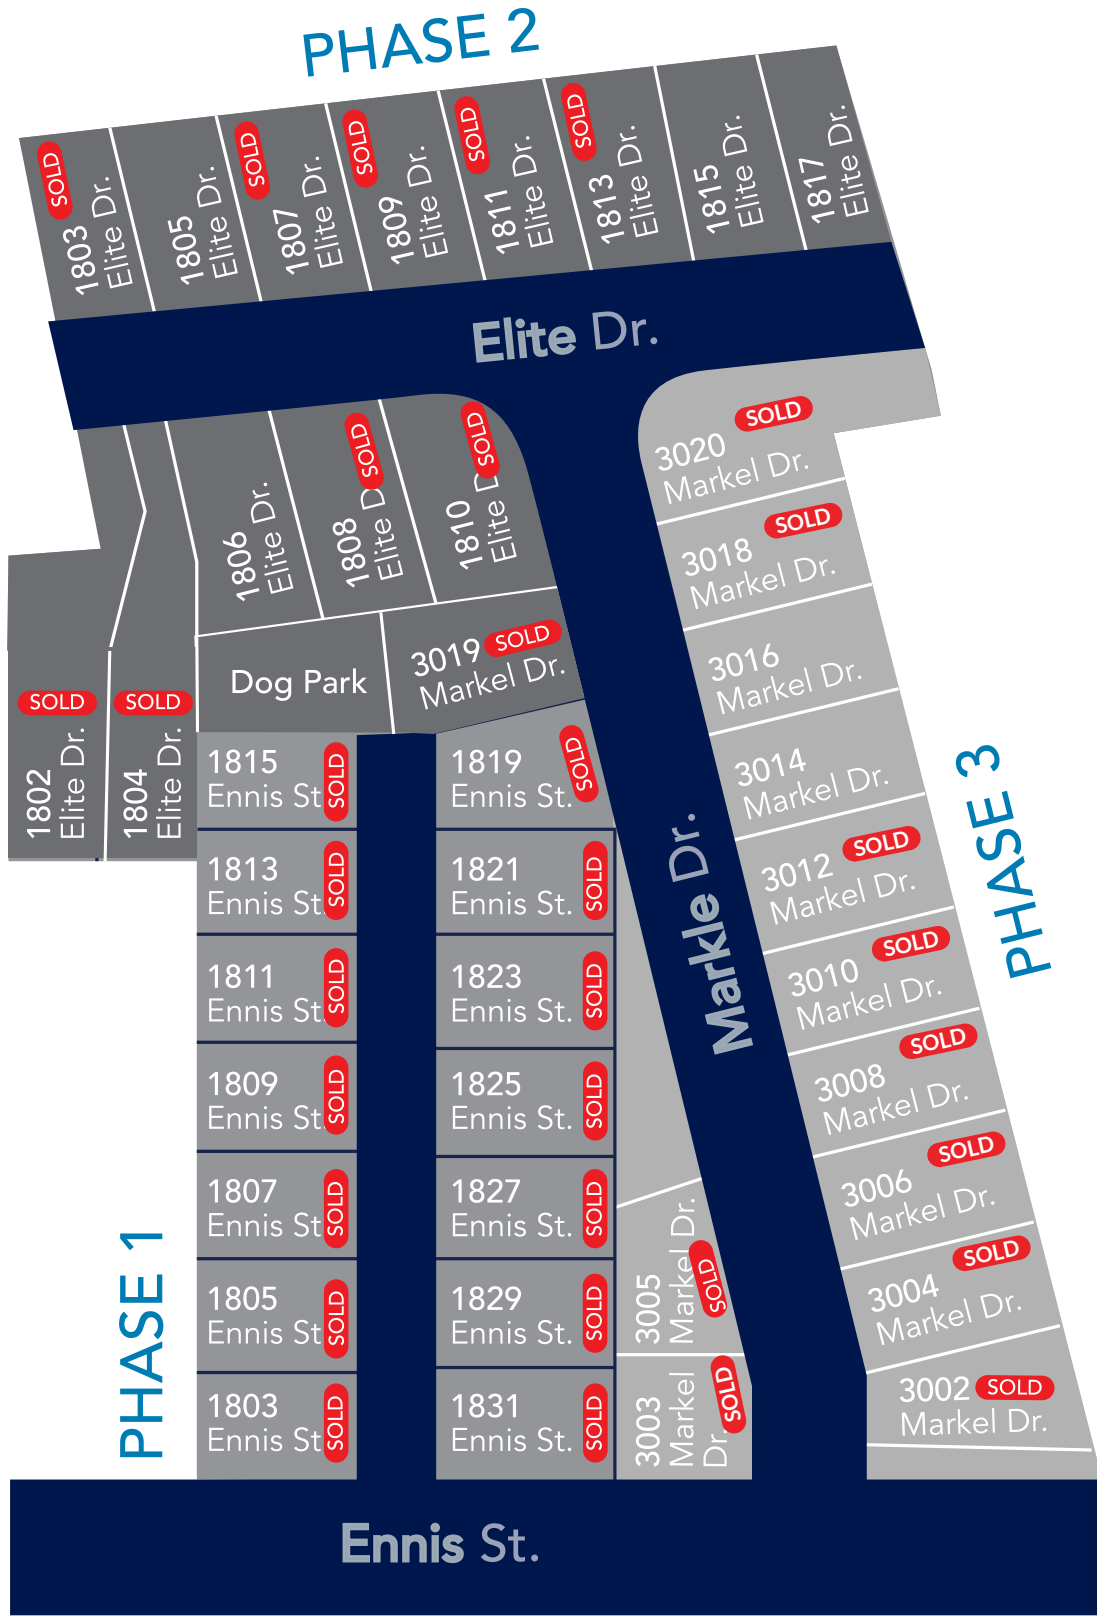 PHASE 2
SOLD
1803
Elite Dr.
1805
Elite Dr.
SOLD
1807
Elite Dr.
SOLD
1809
Elite Dr.
SOLD
1811
Elite Dr.
SOLD
1813
Elite Dr.
1815
Elite Dr.
1817
Elite Dr.
Elite Dr.
SOLD
1802
Elite Dr.
SOLD
1804
Elite Dr.
1806
Elite Dr.
SOLD
1808
Elite D
SOLD
1810
Elite D
Dog Park
3019 SOLD
Markel Dr.
1815
Ennis St
SOLD
1813
Ennis St.
SOLD
1811
Ennis St.
SOLD
1809
Ennis St.
SOLD
1807
Ennis St
SOLD
1805
Ennis St
SOLD
1803
Ennis St.
SOLD
PHASE 1
1819
Ennis St.
SOLD
1821
Ennis St.
SOLD
1823
Ennis St.
SOLD
1825
Ennis St.
SOLD
1827
Ennis St.
SOLD
1829
Ennis St.
SOLD
1831
Ennis St.
SOLD
3005
Markel Dr.
SOLD
3003
Markel
Dr.
SOLD
Markle Dr.
SOLD
3020
Markel Dr.
SOLD
3018
Markel Dr.
3016
Markel Dr.
3014
Markel Dr.
SOLD
3012
Markel Dr.
SOLD
3010
Markel Dr.
SOLD
3008
Markel Dr.
SOLD
3006
Markel Dr.
SOLD
3004
Markel Dr.
3002 SOLD
Markel Dr.
PHASE 3
Ennis St.